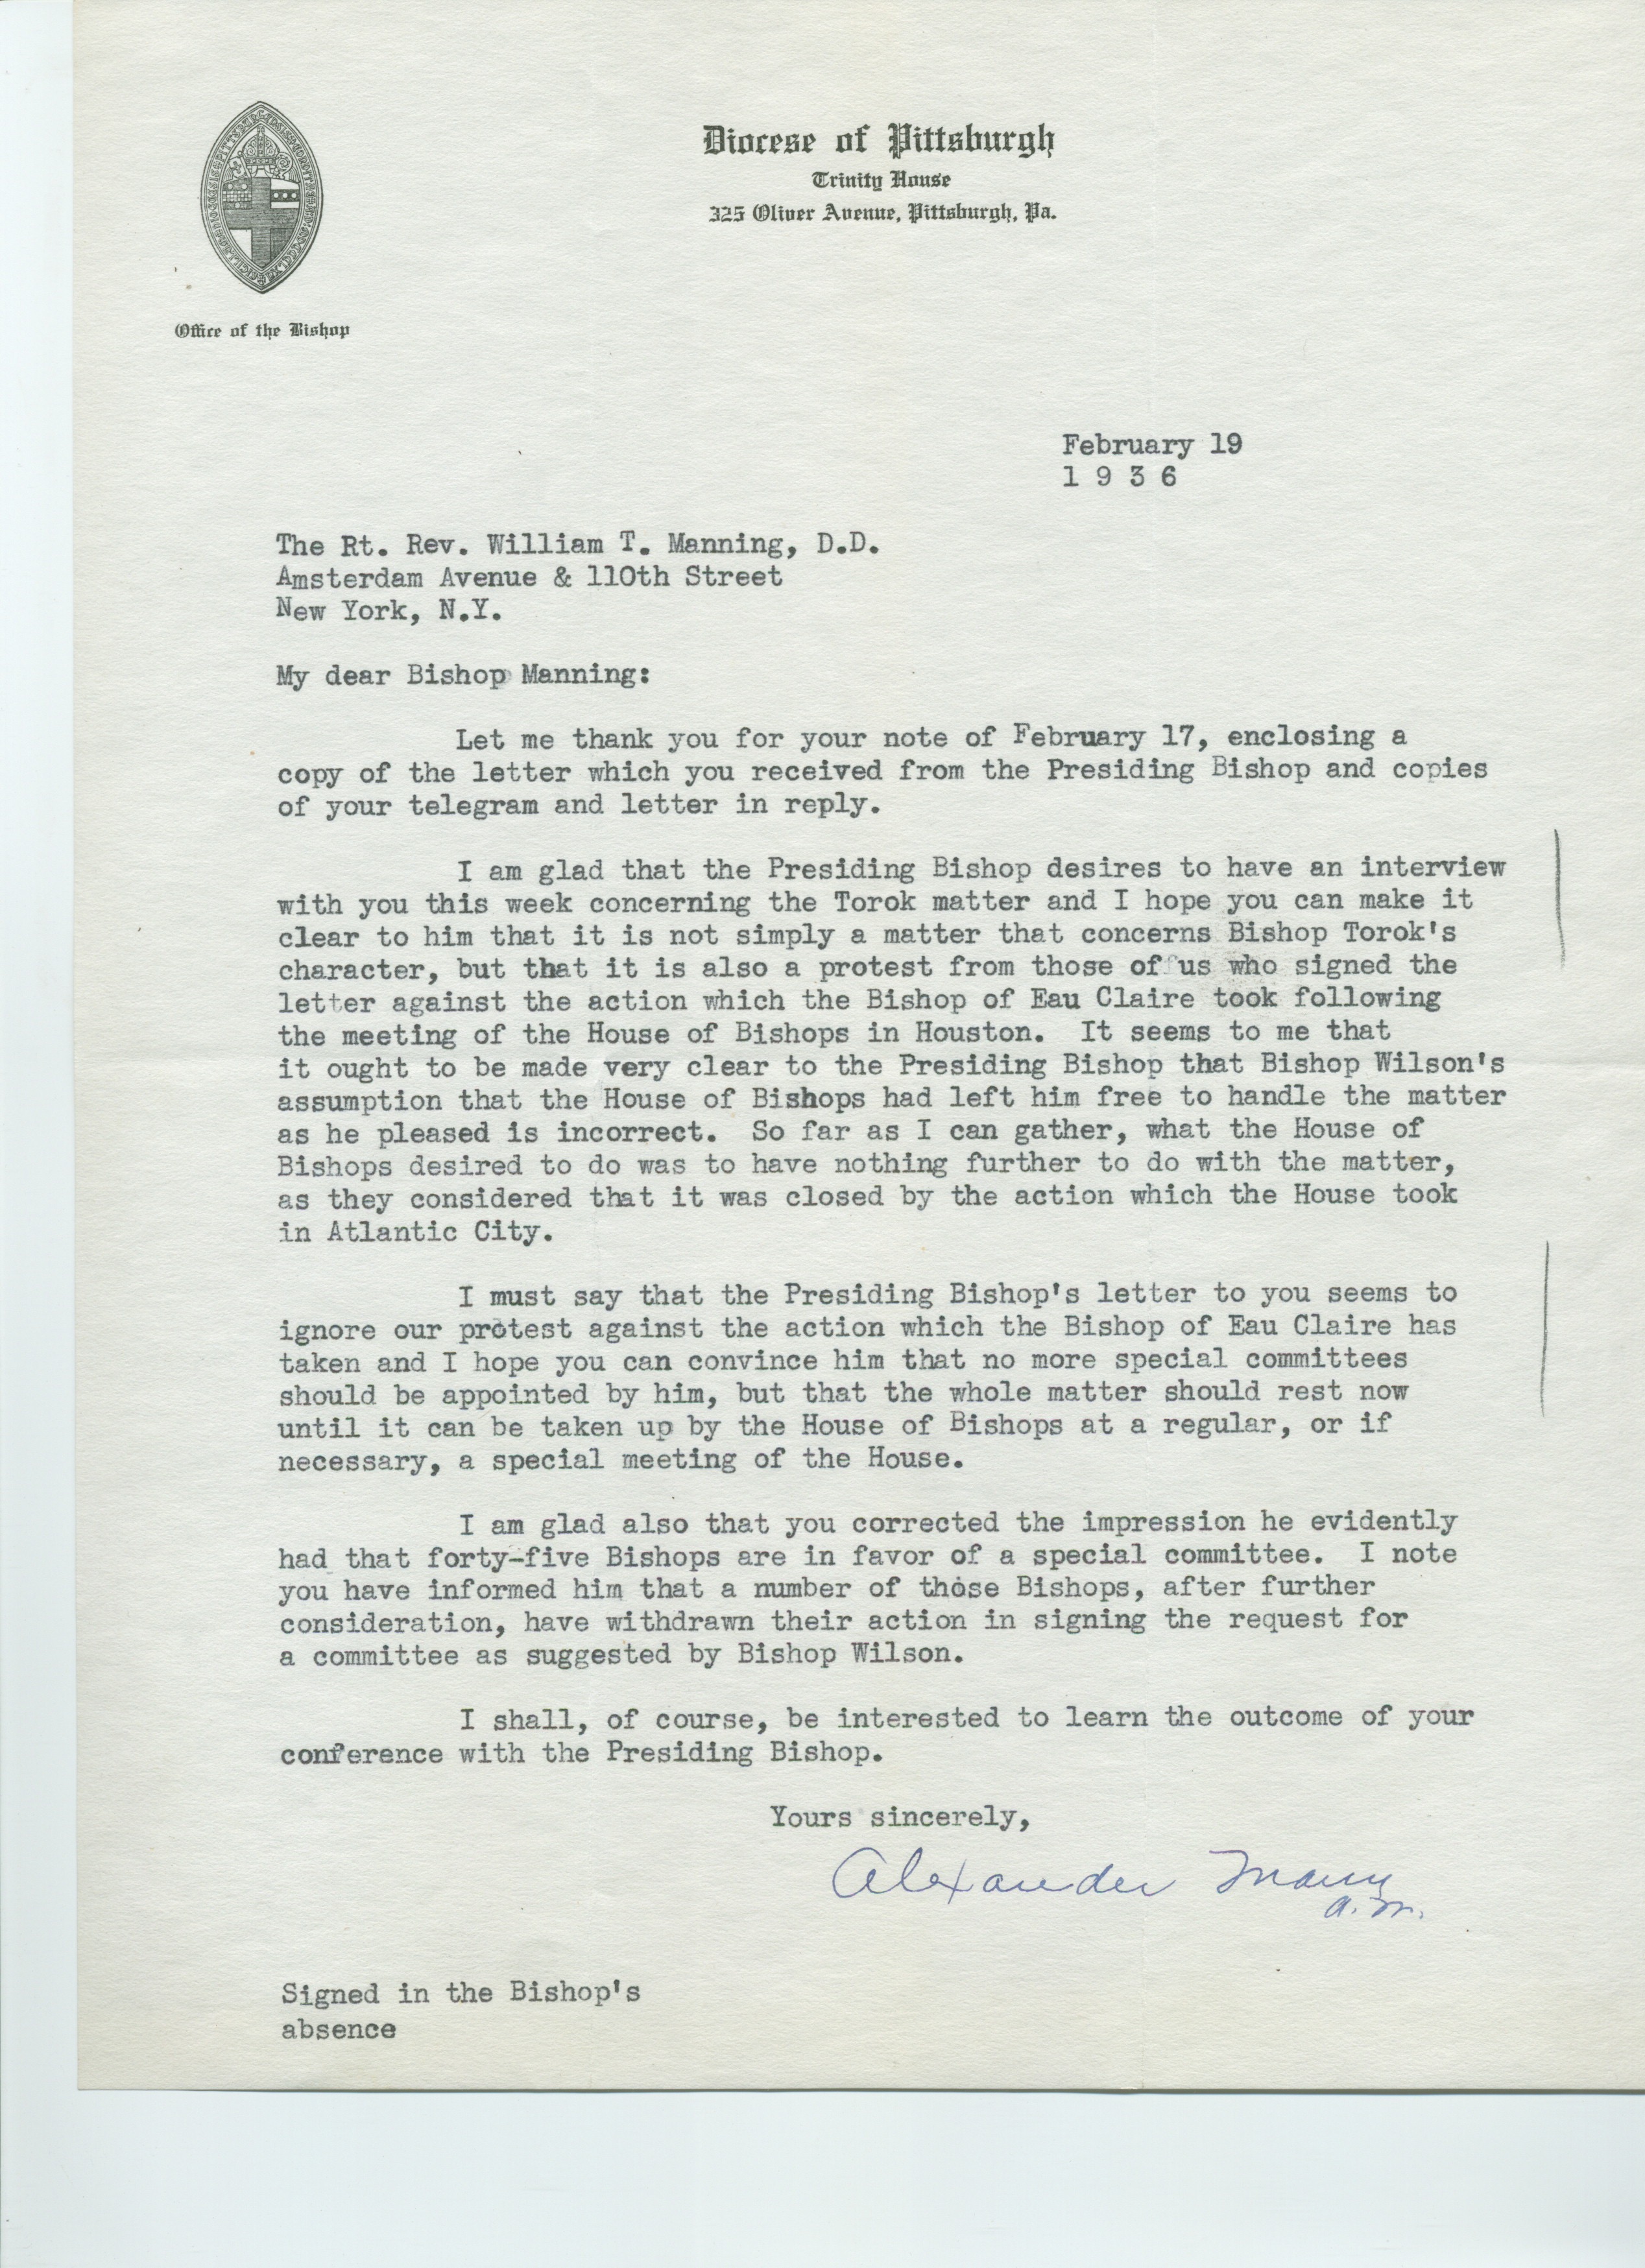 Diocese of Pittsburgh
Trinity House
325 Oliver Avenue, Pittsburgh, Pa.
Office of the Bishop
February 19
1 9 3 6
The Rt. Rev. William T. Manning, D.D.
Amsterdam Avenue & 110th Street
New York, N.Y.
My dear Bishop Manning:
Let me thank you for your note of February 17, enclosing a
copy of the letter which you received from the Presiding Bishop and copies
of your telegram and letter in reply.
I am glad that the Presiding Bishop desires to have an interview
with you this week concerning the Torok matter and I hope you can make it
clear to him that it is not simply a matter that concerns Bishop Torok's
character, but that it is also a protest from those of us who signed the
letter against the action which the Bishop of Eau Claire took following
the meeting of the House of Bishops in Houston. It seems to me that
it ought to be made very clear to the Presiding Bishop that Bishop Wilson's
assumption that the House of Bishops had left him free to handle the matter
as he pleased is incorrect. So far as I can gather, what the House of
Bishops desired to do was to have nothing further to do with the matter,
as they considered that it was closed by the action which the House took
in Atlantic City.
I must say that the Presiding Bishop's letter to you seems to
ignore our protest against the action which the Bishop of Eau Claire has
taken and I hope you can convince him that no more special committees
should be appointed by him, but that the whole matter should rest now
until it can be taken up by the House of Bishops at a regular, or if
necessary, a special meeting of the House.
I am glad also that you corrected the impression he evidently
had that forty-five Bishops are in favor of a special committee. I note
you have informed him that a number of those Bishops, after further
consideration, have withdrawn their action in signing the request for
a committee as suggested by Bishop Wilson.
I shall, of course, be interested to learn the outcome of your
conference with the Presiding Bishop.
Yours sincerely,
Alexander Mann
a.m.
Signed in the Bishop's
absence